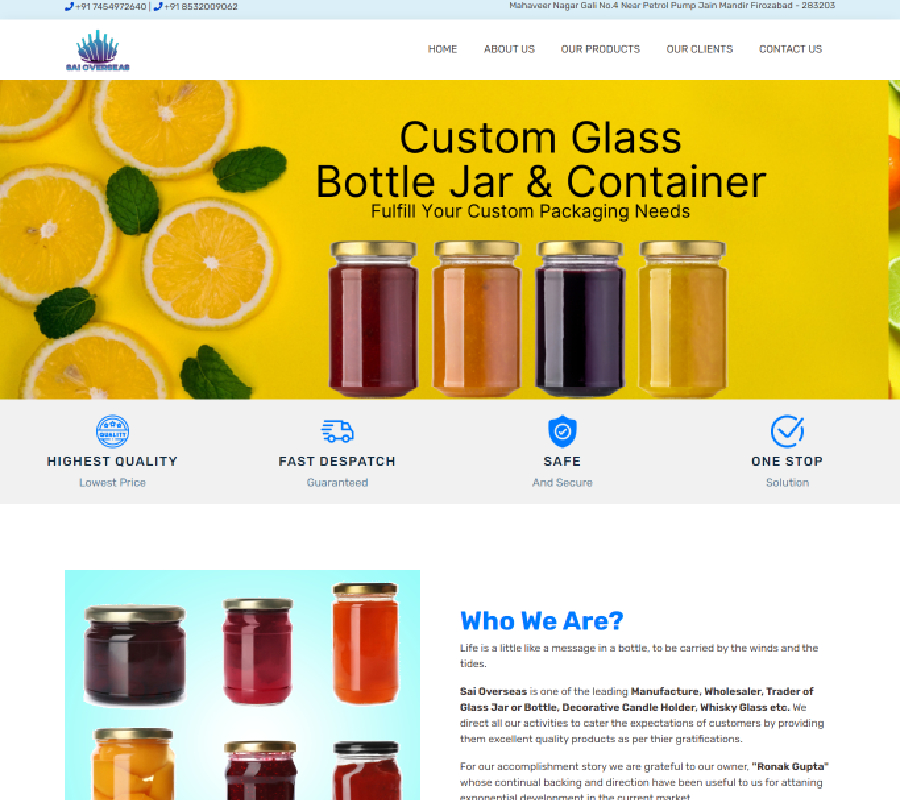 +91 7454972640 | +91 8532009062
Mahaveer Nagar Gali No.4 Near Petrol Pump Jain Mandir Firozabad - 283203
SAI OVERSEAS
HOME ABOUT US OUR PRODUCTS OUR CLIENTS CONTACT US
Custom Glass
Bottle Jar & Container
Fulfill Your Custom Packaging Needs
QUALITY
HIGHEST QUALITY FAST DESPATCH SAFE ONE STOP
Lowest Price Guaranteed And Secure Solution
Who We Are?
Life is a little like a message in a bottle, to be carried by the winds and the
tides.
Sai Overseas is one of the leading Manufacture, Wholesaler, Trader of
Glass Jar or Bottle, Decorative Candle Holder, Whisky Glass etc. We
direct all our activities to cater the expectations of customers by providing
them excellent quality products as per thier gratifications.
For our accomplishment story we are grateful to our owner, "Ronak Gupta"
whose continual backing and direction have been useful to us for attaning
exponential development in the current market.